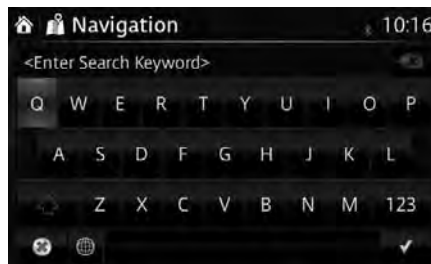 Navigation 10:16
<Enter Search Keyword>
Q W E R T Y U I O P
A S D F G H J K L
Z X C V B N M 123